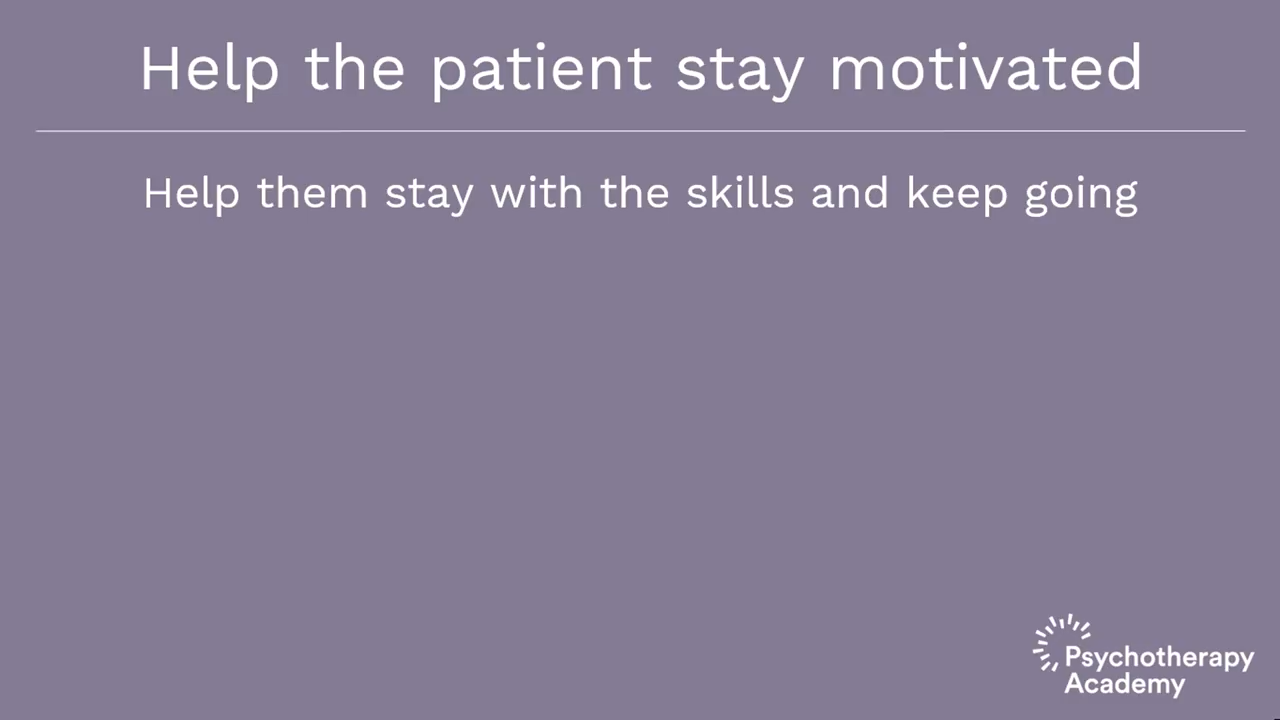 Help the patient stay motivated
Help them stay with the skills and keep going
Psychotherapy
Academy